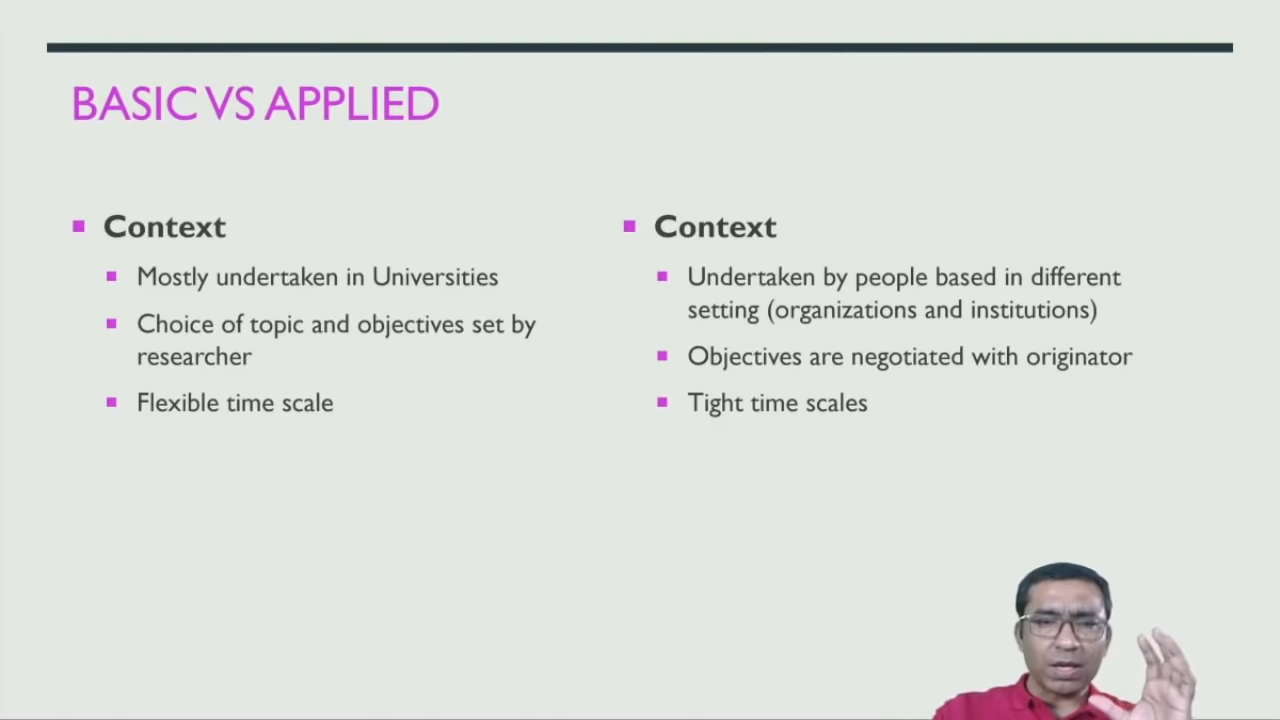 BASIC VS APPLIED
Context
Mostly undertaken in Universities
Choice of topic and objectives set by
researcher
Flexible time scale
Context
Undertaken by people based in different
setting (organizations and institutions)
Objectives are negotiated with originator
Tight time scales